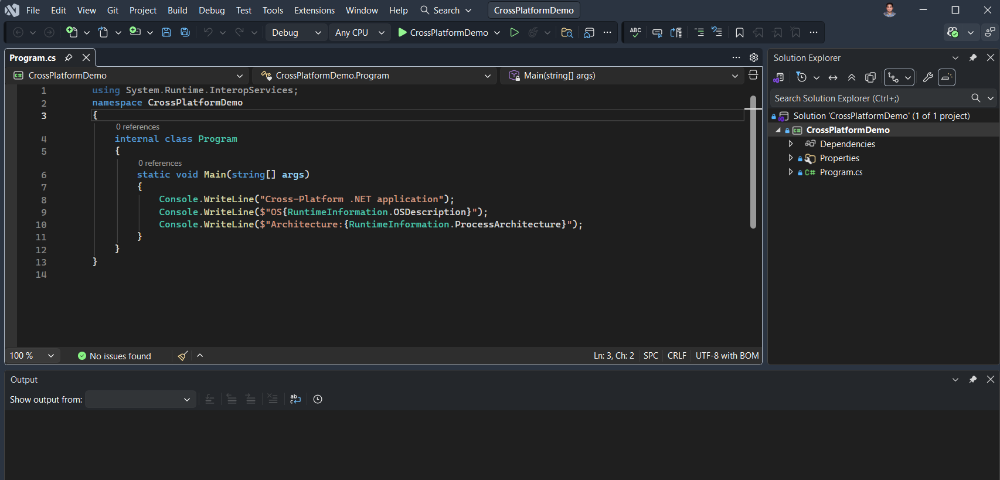 File Edit View Git Project Build Debug Test Tools Extensions Window Help Search CrossPlatformDemo
Debug Any CPU CrossPlatformDemo ABC
Program.cs
CrossPlatformDemo CrossPlatformDemo.Program Main(string[] args)
1 using System.Runtime.InteropServices;
2 namespace CrossPlatformDemo
3 {
0 references
4 internal class Program
5 {
0 references
6 static void Main(string[] args)
7 {
8 Console.WriteLine("Cross-Platform .NET application");
9 Console.WriteLine($"OS{RuntimeInformation.OSDescription}");
10 Console.WriteLine($"Architecture:{RuntimeInformation.ProcessArchitecture}");
11 }
12 }
13 }
14
100 % No issues found Ln: 3, Ch: 2 SPC CRLF UTF-8 with BOM
Solution Explorer
Search Solution Explorer (Ctrl+;)
Solution 'CrossPlatformDemo' (1 of 1 project)
C# CrossPlatformDemo
Dependencies
Properties
C# Program.cs
Output
Show output from: